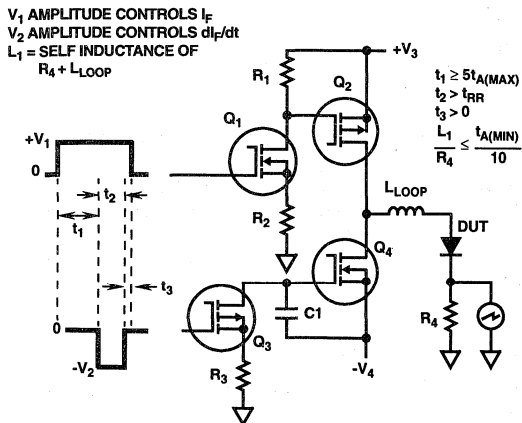 V1 AMPLITUDE CONTROLS IF
V2 AMPLITUDE CONTROLS dIF/dt
L1 = SELF INDUCTANCE OF
R4 + LLOOP
+V3
R1
Q2
t1 ≥ 5tA(MAX)
t2 > tRR
t3 > 0
L1/R4 ≤ tA(MIN)/10
Q1
+V1
0
t2
t1
R2
LLOOP
DUT
Q4
t3
C1
R4
0
Q3
-V2
R3
-V4